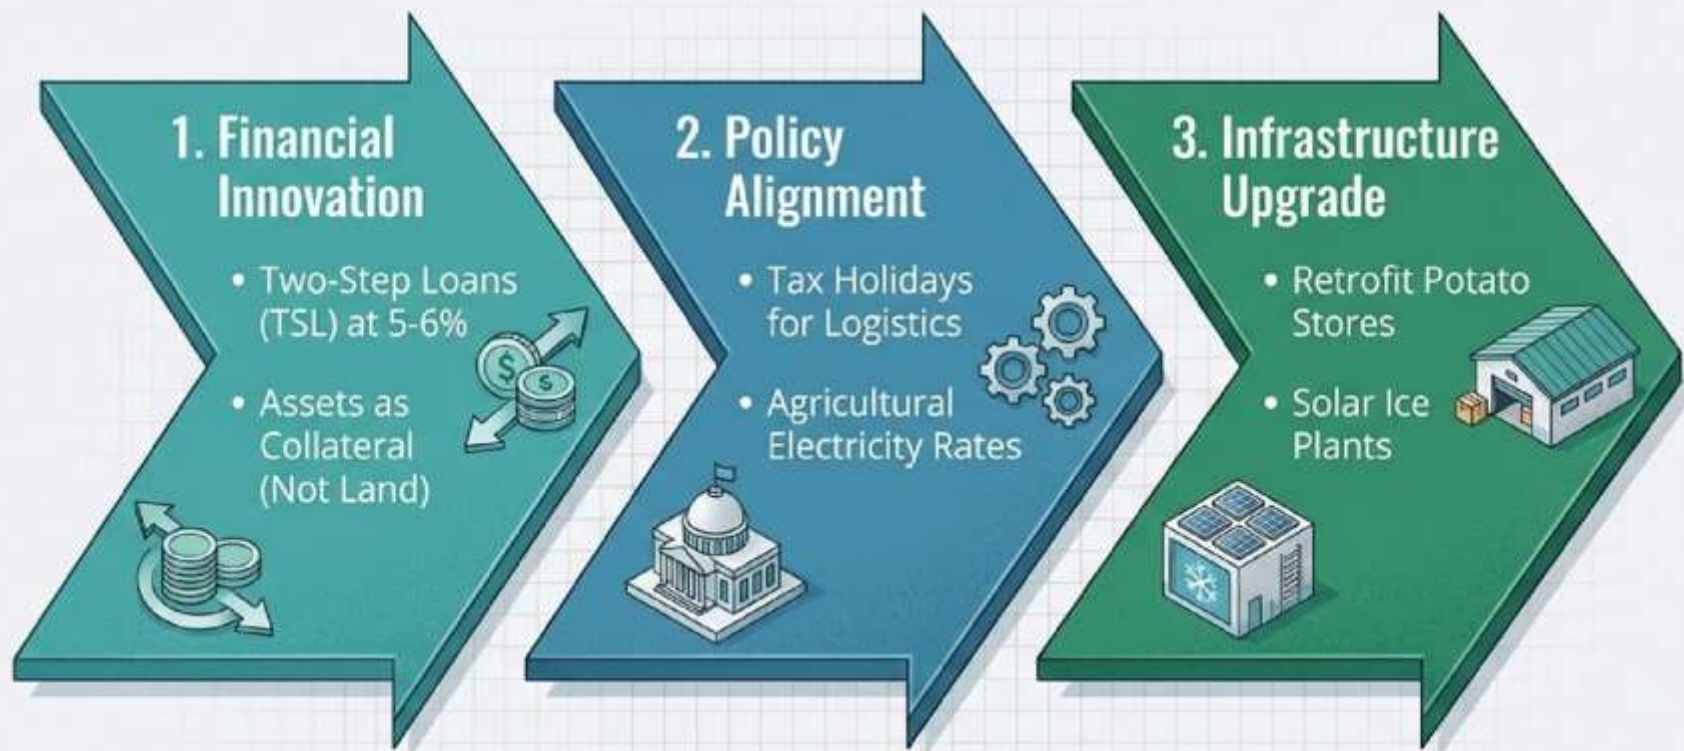 1. Financial
Innovation
• Two-Step Loans
(TSL) at 5-6%
• Assets as
Collateral
(Not Land)
2. Policy
Alignment
• Tax Holidays
for Logistics
• Agricultural
Electricity Rates
3. Infrastructure
Upgrade
• Retrofit Potato
Stores
• Solar Ice
Plants